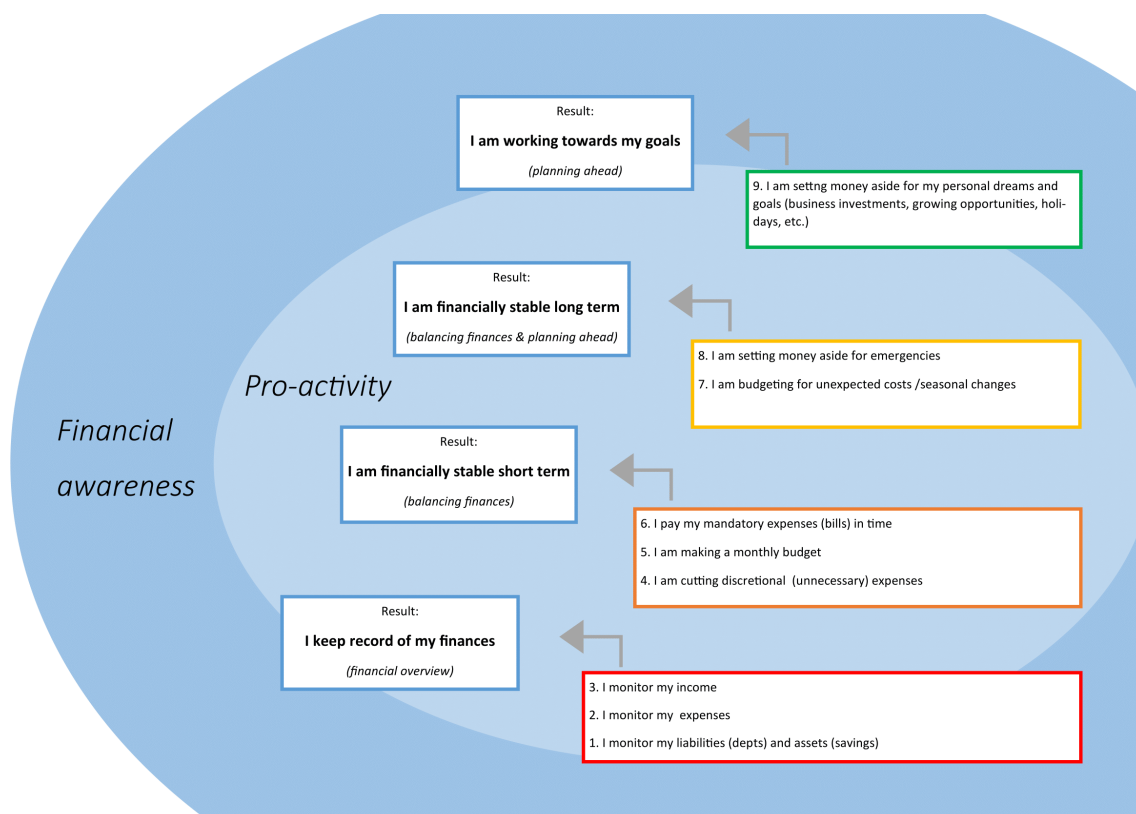 Result:
I am working towards my goals
(planning ahead)
9. I am settng money aside for my personal dreams and
goals (business investments, growing opportunities, holi-
days, etc.)
Result:
I am financially stable long term
(balancing finances & planning ahead)
8. I am setting money aside for emergencies
7. I am budgeting for unexpected costs /seasonal changes
Pro-activity
Financial
awareness
Result:
I am financially stable short term
(balancing finances)
6. I pay my mandatory expenses (bills) in time
5. I am making a monthly budget
4. I am cutting discretional  (unnecessary) expenses
Result:
I keep record of my finances
(financial overview)
3. I monitor my income
2. I monitor my  expenses
1. I monitor my liabilities (depts) and assets (savings)